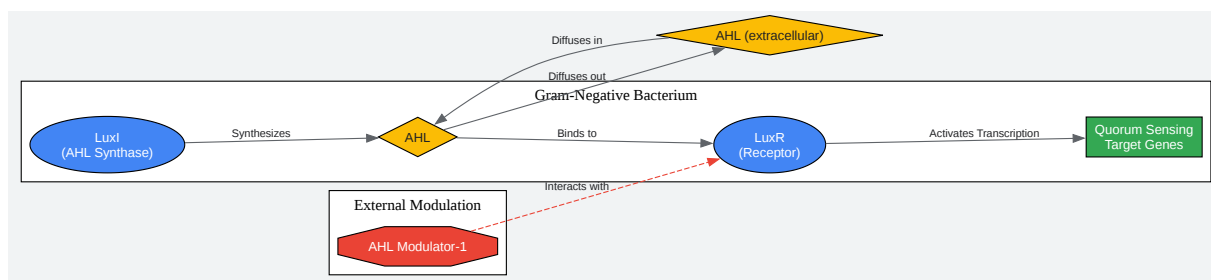 AHL (extracellular)
Diffuses in
Diffuses out
Gram-Negative Bacterium
LuxI
(AHL Synthase)
Synthesizes
AHL
Binds to
LuxR
(Receptor)
Activates Transcription
Quorum Sensing
Target Genes
Interacts with
External Modulation
AHL Modulator-1